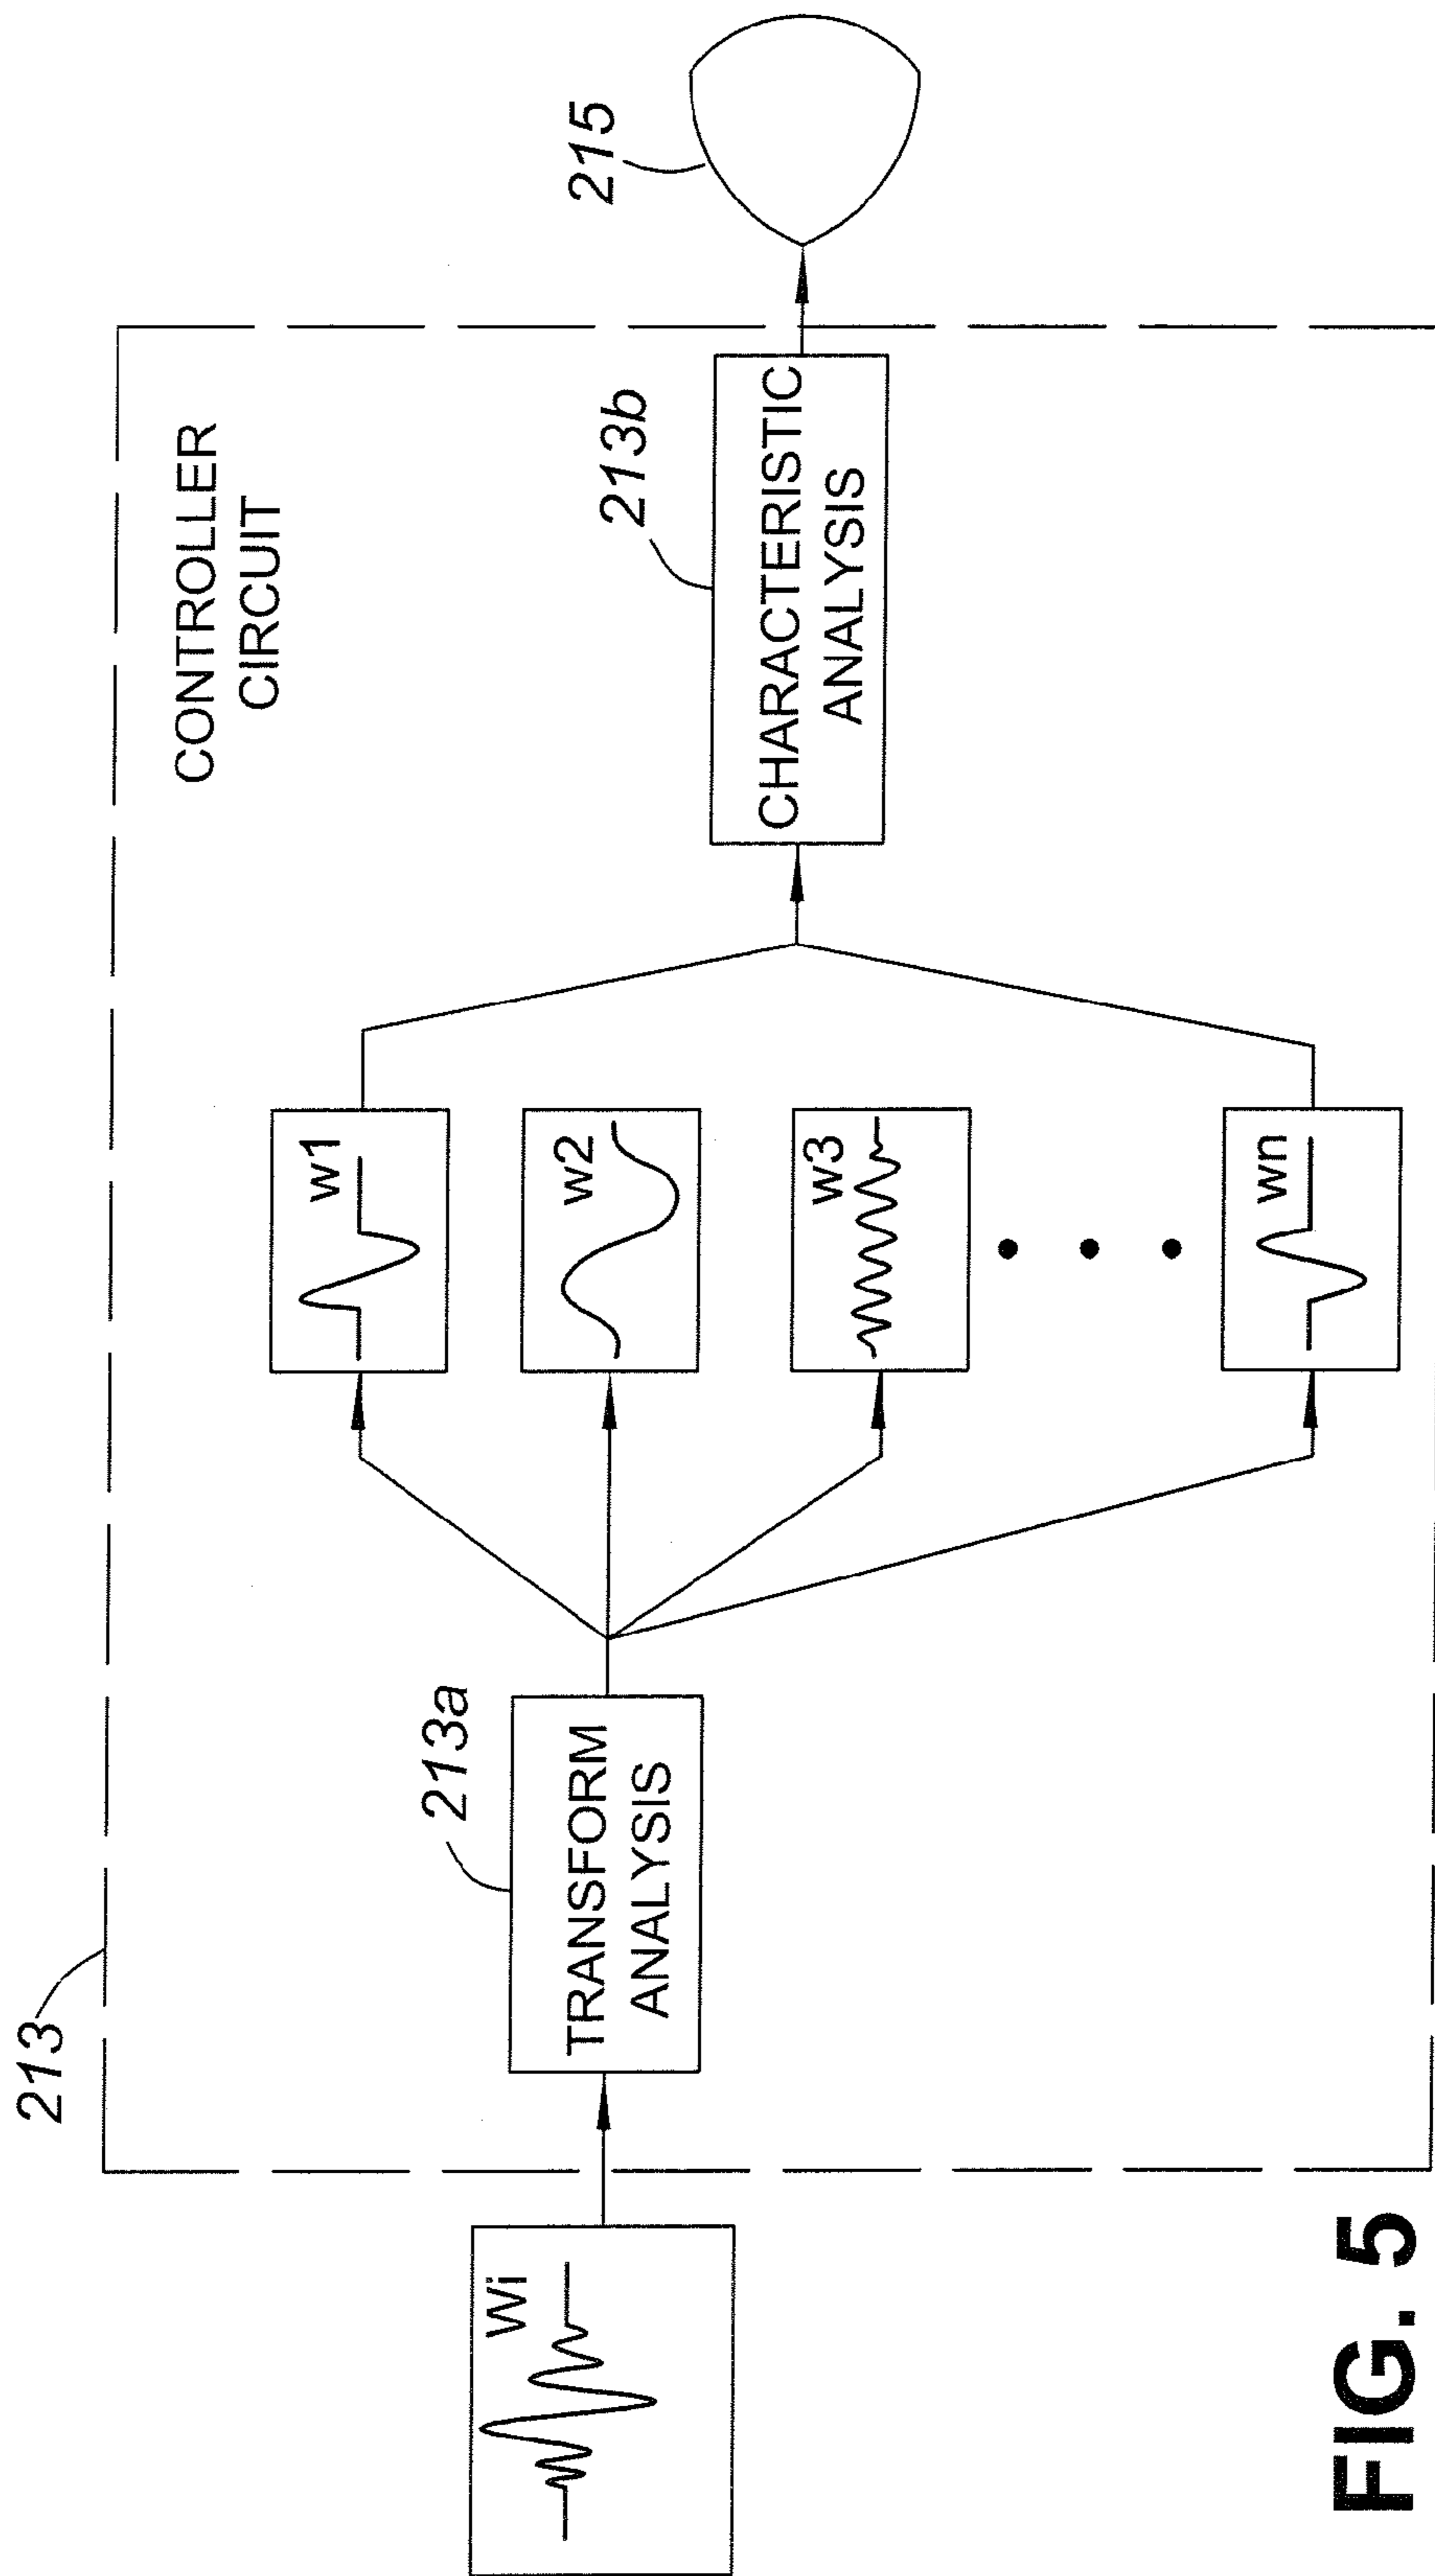 213
CONTROLLER
CIRCUIT
Wi
213a
TRANSFORM
ANALYSIS
w1
w2
w3
wn
213b
CHARACTERISTIC
ANALYSIS
215
FIG. 5